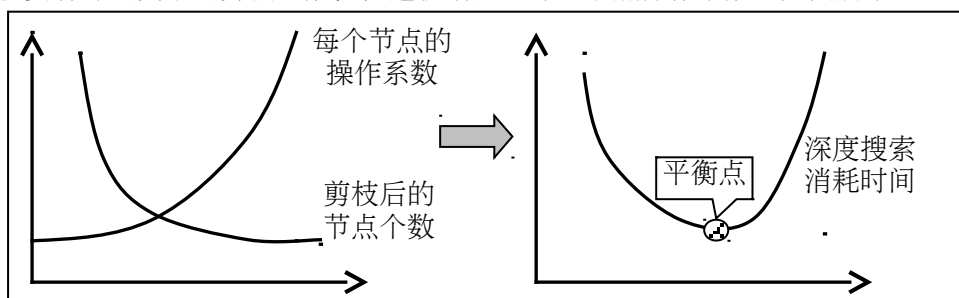 每个节点的
操作系数
剪枝后的
节点个数
平衡点
深度搜索
消耗时间